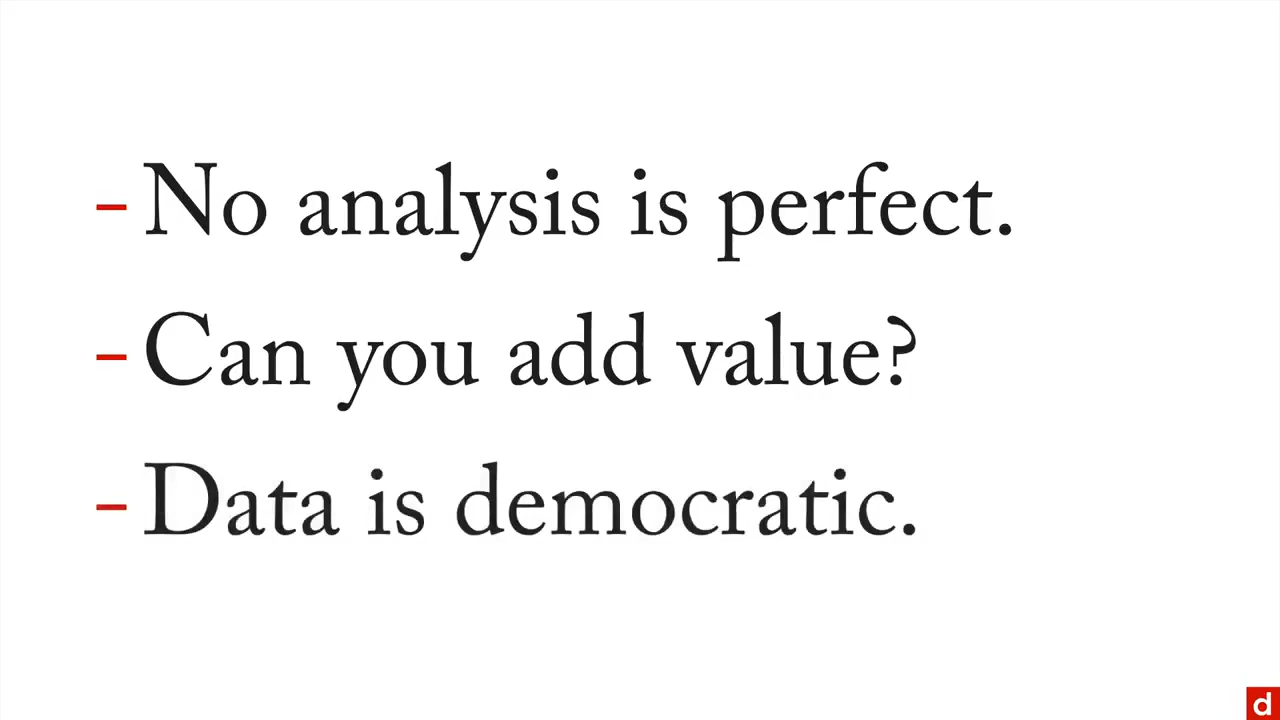 - No analysis is perfect.
- Can you add value?
- Data is democratic.
d